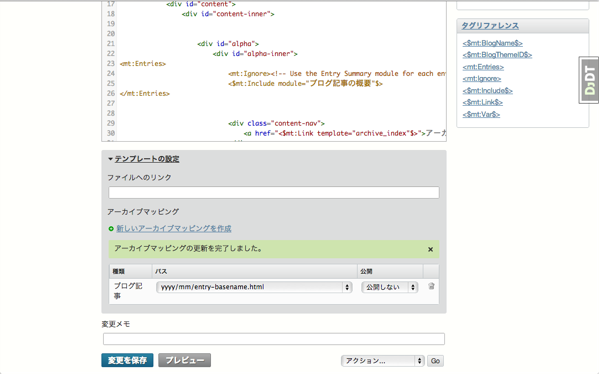 17 <div id="content">
18 <div id="content-inner">
19
20
21 <div id="alpha">
22 <div id="alpha-inner">
23 <mt:Entries>
24 <mt:Ignore><!-- Use the Entry Summary module for each ent
25 <$mt:Include module="ブログ記事の概要"$>
26 </mt:Entries>
27
28
29 <div class="content-nav">
30 <a href="<$mt:Link template="archive_index"$>">アーカ
タグリファレンス
<$mt:BlogName$>
<$mt:BlogThemeID$>
<mt:Entries>
<mt:Ignore>
<$mt:Include$>
<$mt:Link$>
<$mt:Var$>
DJDT
テンプレートの設定
ファイルへのリンク
アーカイブマッピング
新しいアーカイブマッピングを作成
アーカイブマッピングの更新を完了しました。
種類 パス 公開
ブログ記事 yyyy/mm/entry-basename.html 公開しない
変更メモ
変更を保存 プレビュー アクション... Go